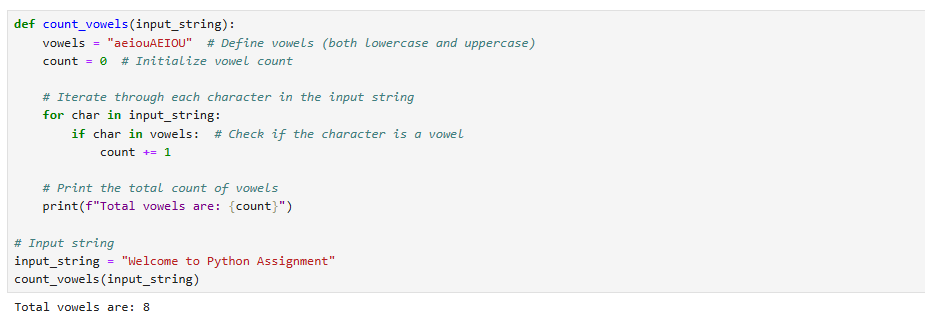 def count_vowels(input_string):
    vowels = "aeiouAEIOU"  # Define vowels (both lowercase and uppercase)
    count = 0  # Initialize vowel count

    # Iterate through each character in the input string
    for char in input_string:
        if char in vowels:  # Check if the character is a vowel
            count += 1

    # Print the total count of vowels
    print(f"Total vowels are: {count}")

# Input string
input_string = "Welcome to Python Assignment"
count_vowels(input_string)
Total vowels are: 8